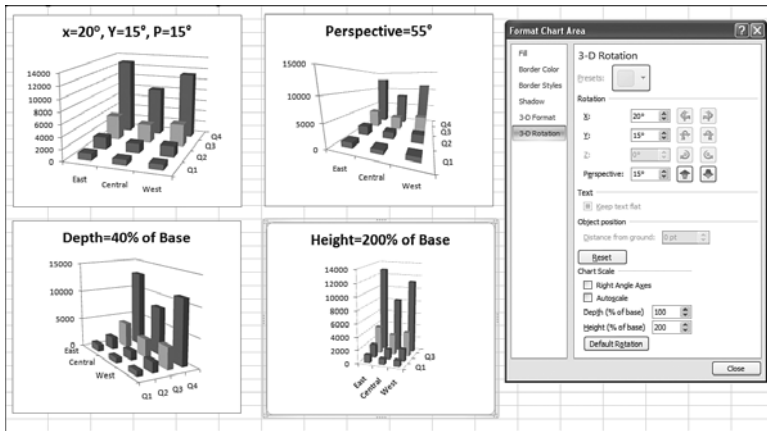 x=20°, Y=15°, P=15°
14000
12000
10000
8000
6000
4000
2000
0
East
Central
West
Q1
Q2
Q3
Q4
Perspective=55°
15000
10000
5000
0
East
Central
West
Q1
Q2
Q3
Q4
Depth=40% of Base
15000
10000
5000
0
East
Central
West
Q1 Q2 Q3 Q4
Height=200% of Base
14000
12000
10000
8000
6000
4000
2000
0
East
Central
West
Q1
Q3
Format Chart Area
Fill
Border Color
Border Styles
Shadow
3-D Format
3-D Rotation
3-D Rotation
Presets:
Rotation
X: 20°
Y: 15°
Z: 0°
Perspective: 15°
Text
Keep text flat
Object position
Distance from ground: 0 pt
Reset
Chart Scale
Right Angle Axes
Autoscale
Depth (% of base) 100
Height (% of base) 200
Default Rotation
Close